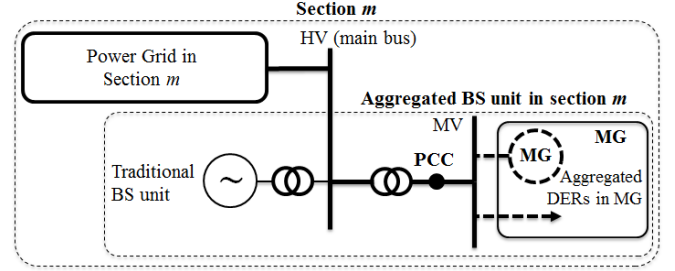 Section m
HV (main bus)
Power Grid in
Section m
Aggregated BS unit in section m
MV
MG
PCC
MG
Traditional
BS unit
~
Aggregated
DERs in MG